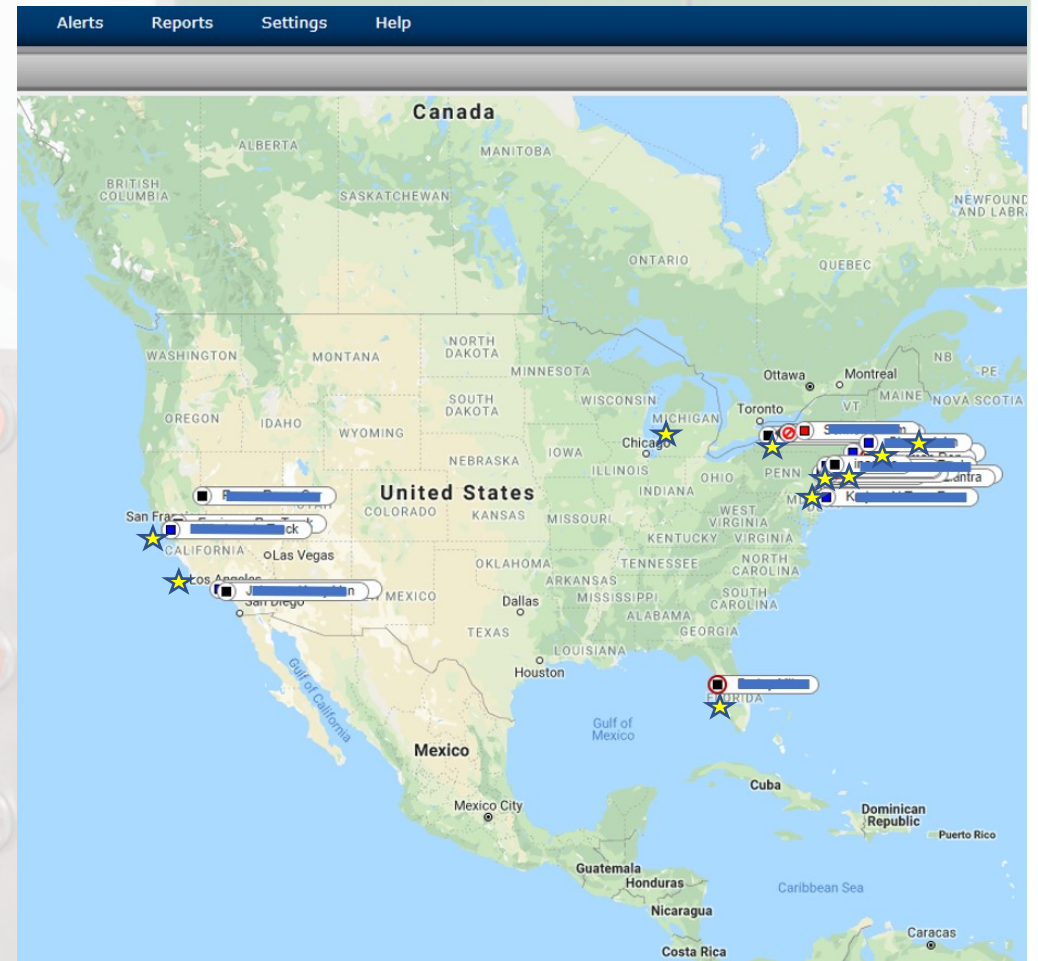 Alerts Reports Settings Help
Canada
ALBERTA
MANITOBA
BRITISH
COLUMBIA
SASKATCHEWAN
NEWFOUND
AND LABR
ONTARIO
QUEBEC
WASHINGTON
MONTANA
NORTH
DAKOTA
MINNESOTA
Ottawa
Montreal
NB
PE
OREGON
IDAHO
WYOMING
SOUTH
DAKOTA
WISCONSIN
MICHIGAN
Toronto
VT
MAINE
NOVA SCOTIA
Chicago
IOWA
NEBRASKA
ILLINOIS
INDIANA
OHIO
PENN
United States
UTAH
COLORADO
KANSAS
MISSOURI
WEST
VIRGINIA
KENTUCKY
VIRGINIA
San Fra
ck
CALIFORNIA
Las Vegas
OKLAHOMA
TENNESSEE
NORTH
CAROLINA
Los Angeles
San Diego
MEXICO
ARKANSAS
MISSISSIPPI
SOUTH
CAROLINA
Dallas
ALABAMA
TEXAS
GEORGIA
LOUISIANA
Houston
FLORIDA
Gulf of
California
Gulf of
Mexico
Mexico
Cuba
Mexico City
Dominican
Republic
Puerto Rico
Guatemala
Honduras
Caribbean Sea
Nicaragua
Caracas
Costa Rica